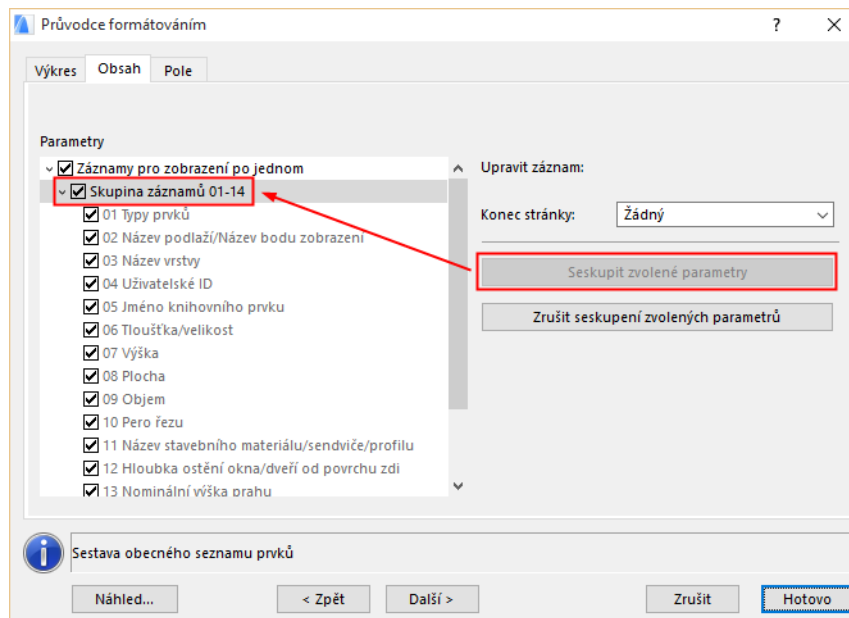 Průvodce formátováním
Výkres Obsah Pole
Parametry
Záznamy pro zobrazení po jednom
Skupina záznamů 01-14
01 Typy prvků
02 Název podlaží/Název bodu zobrazení
03 Název vrstvy
04 Uživatelské ID
05 Jméno knihovního prvku
06 Tloušťka/velikost
07 Výška
08 Plocha
09 Objem
10 Pero řezu
11 Název stavebního materiálu/sendviče/profilu
12 Hloubka ostění okna/dveří od povrchu zdi
13 Nominální výška prahu
Upravit záznam:
Konec stránky: Žádný
Seskupit zvolené parametry
Zrušit seskupení zvolených parametrů
Sestava obecného seznamu prvků
Náhled... < Zpět Další > Zrušit Hotovo